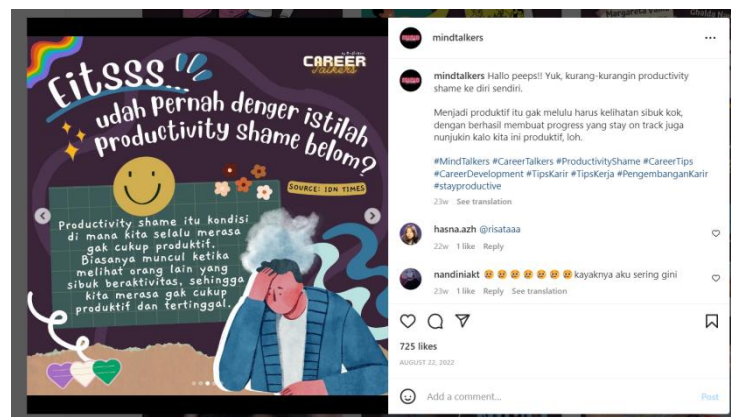 Margareta
by MindTalkers
CAREER
Talkers
Eitsss...
udah pernah denger istilah
productivity shame belom?
SOURCE: IDN TIMES
Productivity shame itu kondisi
di mana kita selalu merasa
gak cukup produktif.
Biasanya muncul ketika
melihat orang lain yang
sibuk beraktivitas, sehingga
kita merasa gak cukup
produktif dan tertinggal.
mindtalkers
mindtalkers Hallo peeps!! Yuk, kurang-kurangin productivity
shame ke diri sendiri.
Menjadi produktif itu gak melulu harus kelihatan sibuk kok,
dengan berhasil membuat progress yang stay on track juga
nunjukin kalo kita ini produktif, loh.
#MindTalkers #CareerTalkers #ProductivityShame #CareerTips
#CareerDevelopment #TipsKarir #TipsKerja #PengembanganKarir
#stayproductive
23w See translation
hasna.azh @risataaa
22w 1 like Reply
nandiniakt 🥺🥺🥺🥺🥺🥺🥺 kayaknya aku sering gini
23w 1 like Reply See translation
725 likes
AUGUST 22, 2022
Add a comment...
Post